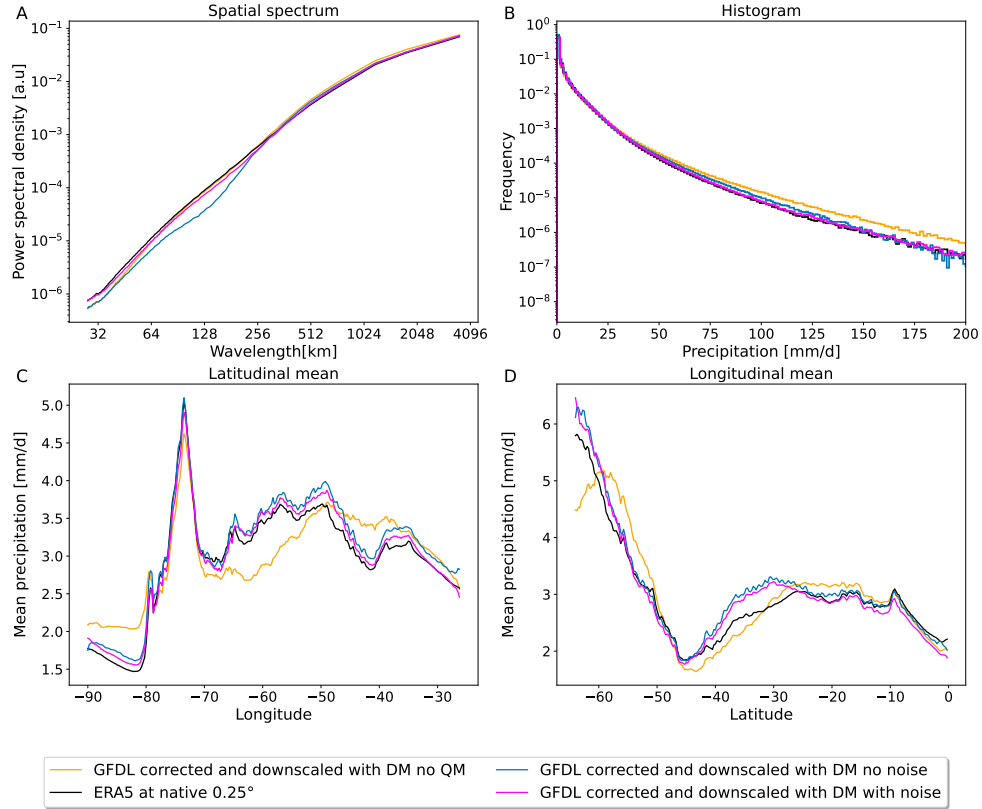 A
Spatial spectrum
Power spectral density [a.u]
10⁻¹
10⁻²
10⁻³
10⁻⁴
10⁻⁵
10⁻⁶
32 64 128 256 512 1024 2048 4096
Wavelength[km]
B
Histogram
Frequency
10⁰
10⁻¹
10⁻²
10⁻³
10⁻⁴
10⁻⁵
10⁻⁶
10⁻⁷
10⁻⁸
0 25 50 75 100 125 150 175 200
Precipitation [mm/d]
C
Latitudinal mean
Mean precipitation [mm/d]
5.0
4.5
4.0
3.5
3.0
2.5
2.0
1.5
−90 −80 −70 −60 −50 −40 −30
Longitude
D
Longitudinal mean
Mean precipitation [mm/d]
6
5
4
3
2
−60 −50 −40 −30 −20 −10 0
Latitude
GFDL corrected and downscaled with DM no QM
ERA5 at native 0.25°
GFDL corrected and downscaled with DM no noise
GFDL corrected and downscaled with DM with noise